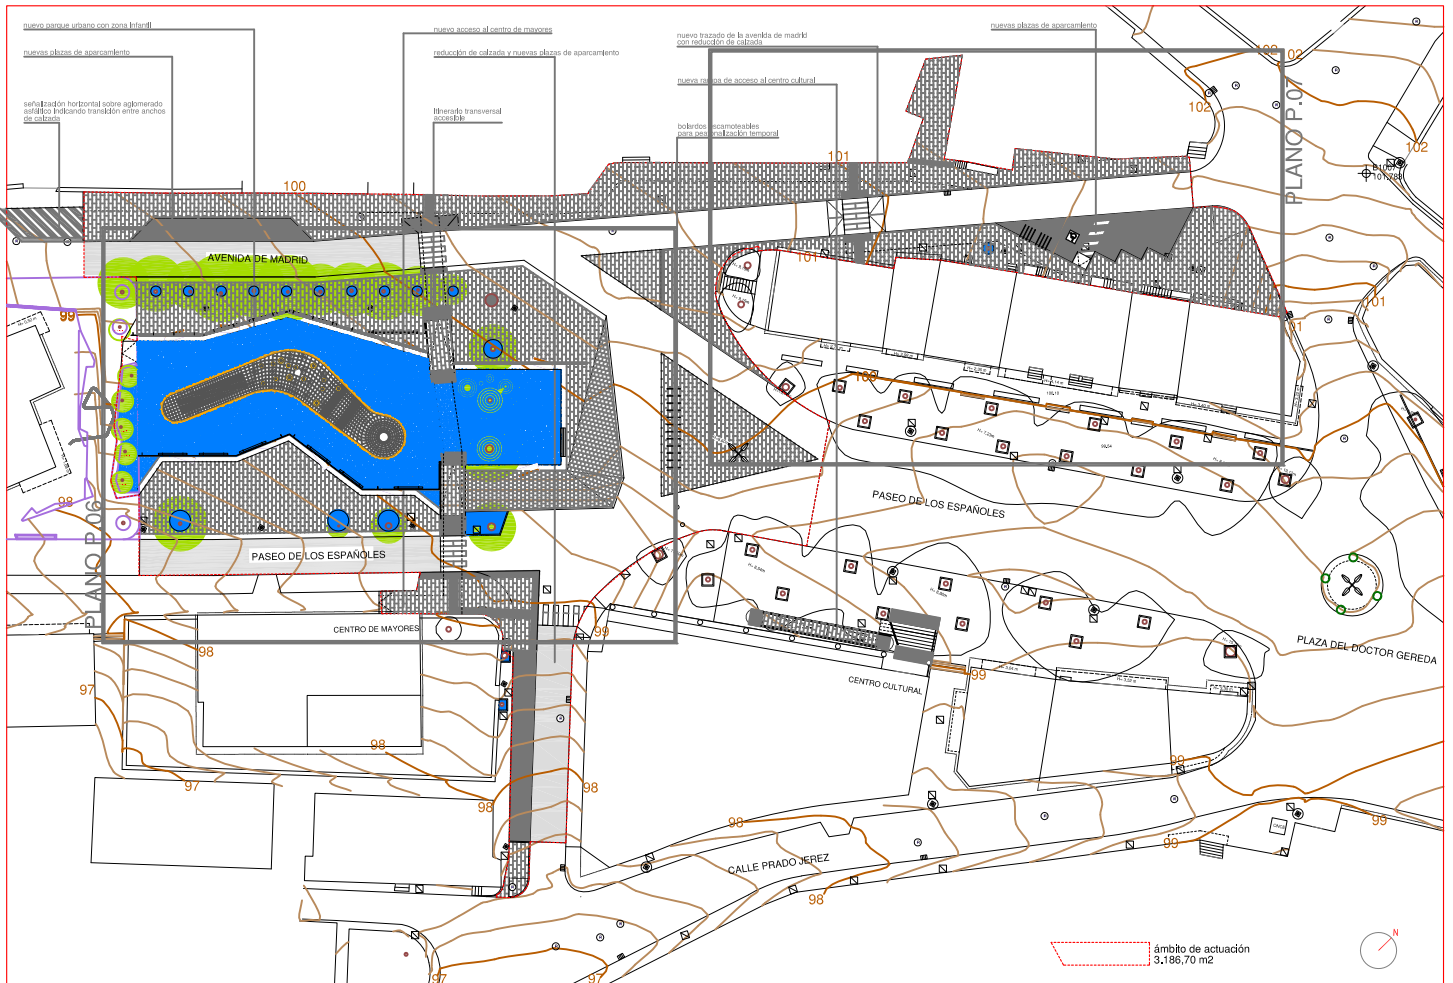 nuevo parque urbano con zona infantil
nuevas plazas de aparcamiento
señalización horizontal sobre aglomerado
asfáltico indicando transición entre anchos
de calzada
nuevo acceso al centro de mayores
reducción de calzada y nuevas plazas de aparcamiento
itinerario transversal
accesible
nuevo trazado de la avenida de madrid
con reducción de calzada
nueva rampa de acceso al centro cultural
bolardos escamoteables
para peatonalización temporal
nuevas plazas de aparcamiento
102
02
102
102
PLANO P.07
101,783
101
100
101
AVENIDA DE MADRID
99
101
01
100
98
PLANO P.06
PASEO DE LOS ESPAÑOLES
PASEO DE LOS ESPAÑOLES
CENTRO DE MAYORES
99
98
97
PLAZA DEL DOCTOR GEREDA
CENTRO CULTURAL
99
98
97
98
98
99
98
99
99
CALLE PRADO JEREZ
98
97
97
ámbito de actuación
3.186,70 m2
N